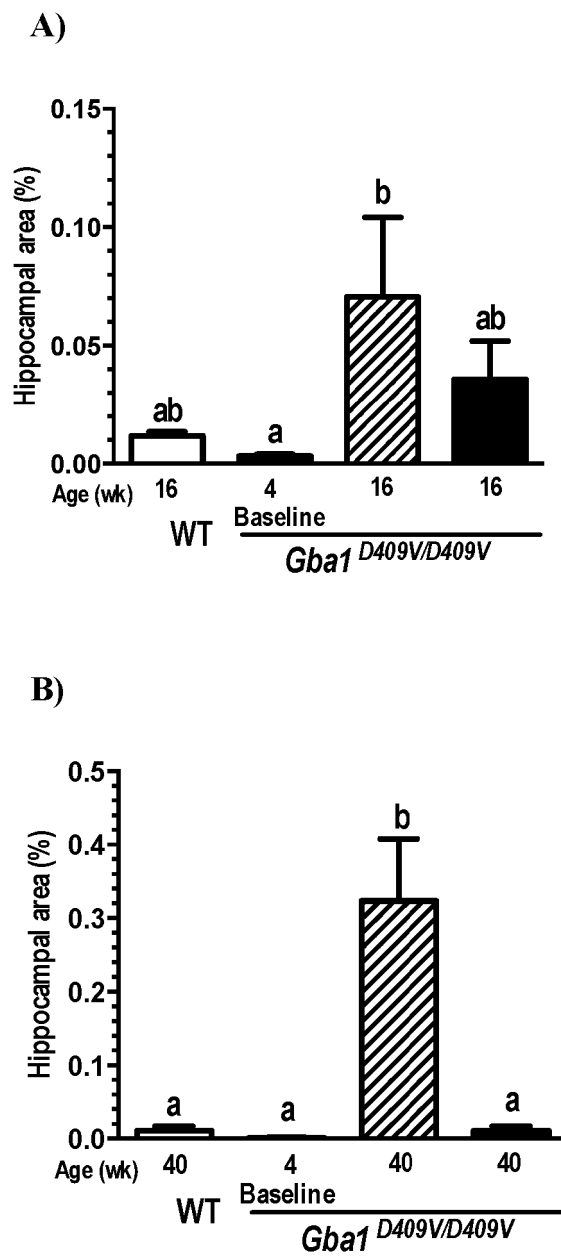 A)
Hippocampal area (%)
0.15
0.10
0.05
0.00
ab
a
b
ab
Age (wk) 16 4 16 16
WT Baseline
Gba1 D409V/D409V
B)
Hippocampal area (%)
0.5
0.4
0.3
0.2
0.1
0.0
a
a
b
a
Age (wk) 40 4 40 40
WT Baseline
Gba1 D409V/D409V